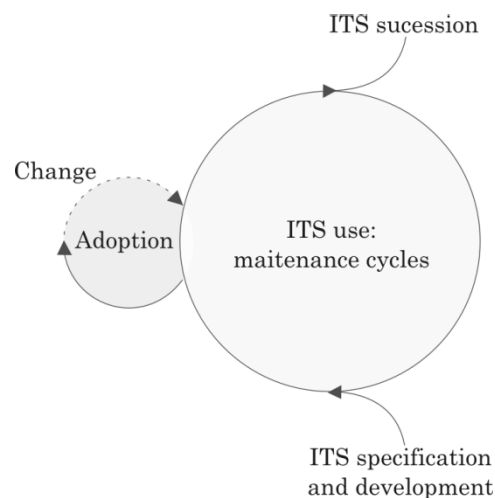 ITS sucession
Change
Adoption
ITS use:
maitenance cycles
ITS specification
and development